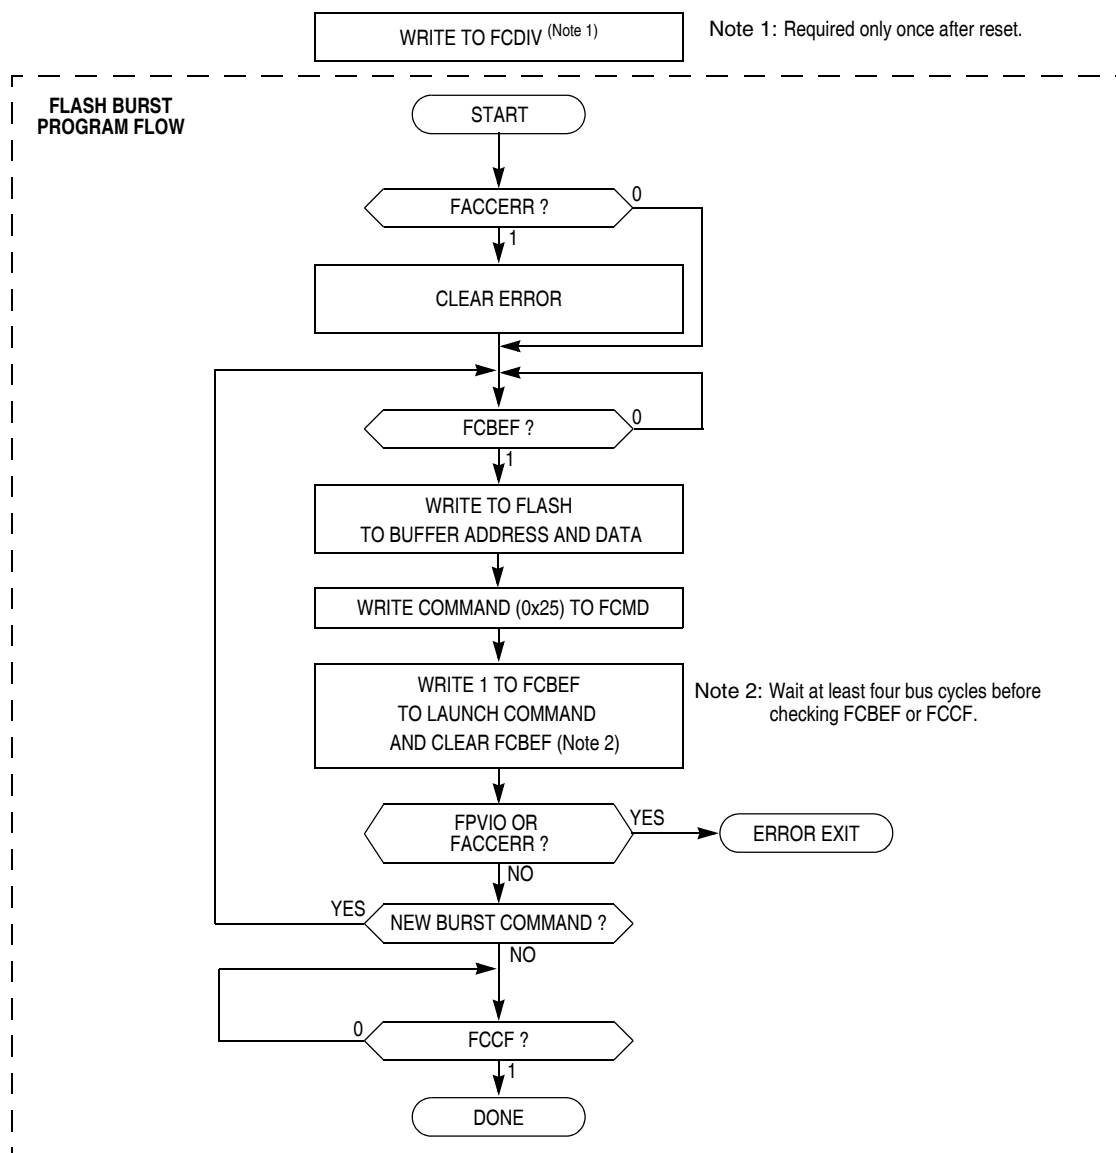 WRITE TO FCDIV (Note 1)
Note 1: Required only once after reset.
FLASH BURST
PROGRAM FLOW
START
FACCERR ?
0
1
CLEAR ERROR
FCBEF ?
0
1
WRITE TO FLASH
TO BUFFER ADDRESS AND DATA
WRITE COMMAND (0x25) TO FCMD
WRITE 1 TO FCBEF
TO LAUNCH COMMAND
AND CLEAR FCBEF (Note 2)
Note 2: Wait at least four bus cycles before
checking FCBEF or FCCF.
FPVIO OR
FACCERR ?
YES
ERROR EXIT
NO
YES
NEW BURST COMMAND ?
NO
0
FCCF ?
1
DONE